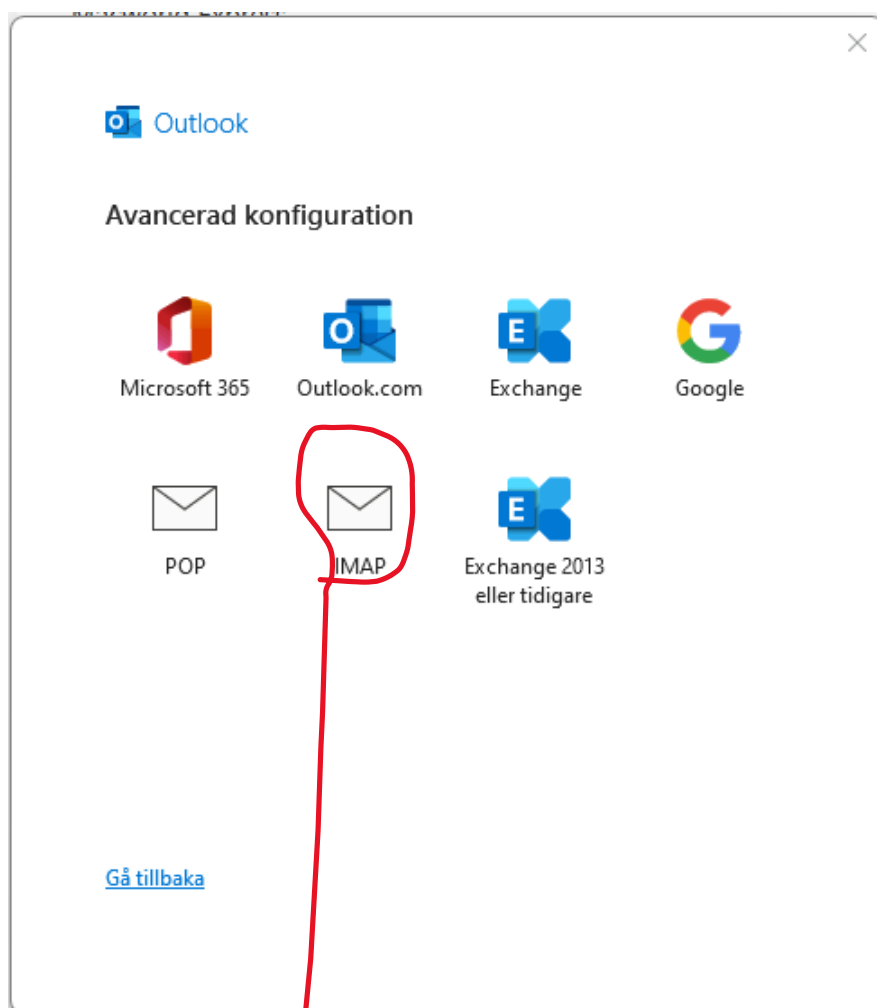 Outlook
Avancerad konfiguration
Microsoft 365
Outlook.com
Exchange
Google
POP
IMAP
Exchange 2013
eller tidigare
Gå tillbaka